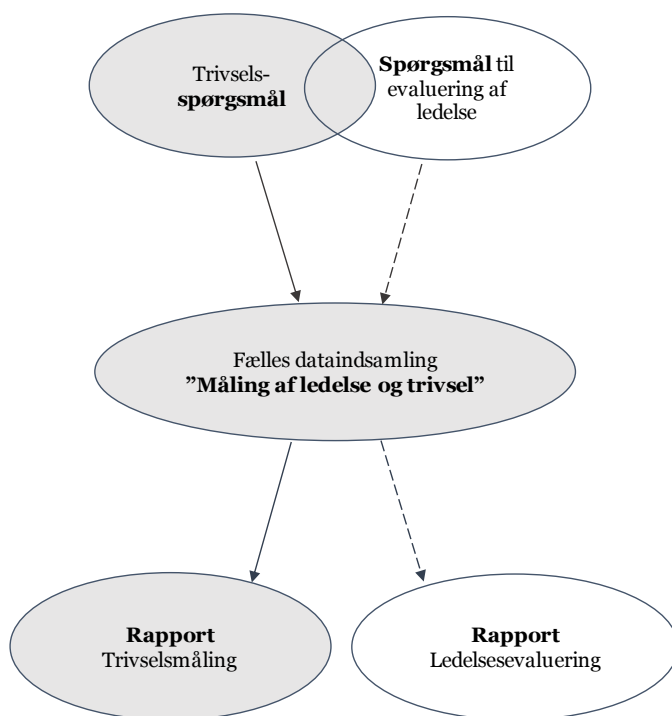 Trivsels-
spørgsmål
Spørgsmål til
evaluering af
ledelse
Fælles dataindsamling
”Måling af ledelse og trivsel”
Rapport
Trivselsmåling
Rapport
Ledelsesevaluering